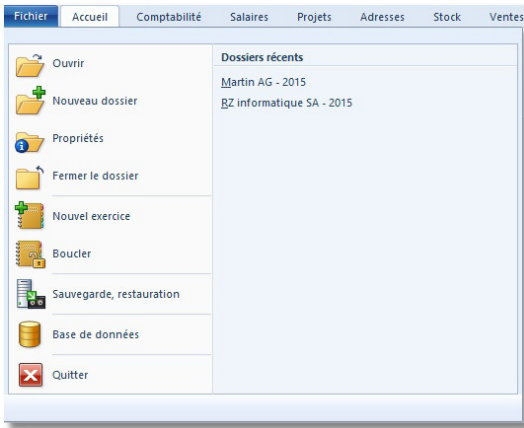 Fichier Accueil Comptabilité Salaires Projets Adresses Stock Ventes
Ouvrir
Nouveau dossier
Propriétés
Fermer le dossier
Nouvel exercice
Boucler
Sauvegarde, restauration
Base de données
Quitter
Dossiers récents
Martin AG - 2015
RZ informatique SA - 2015